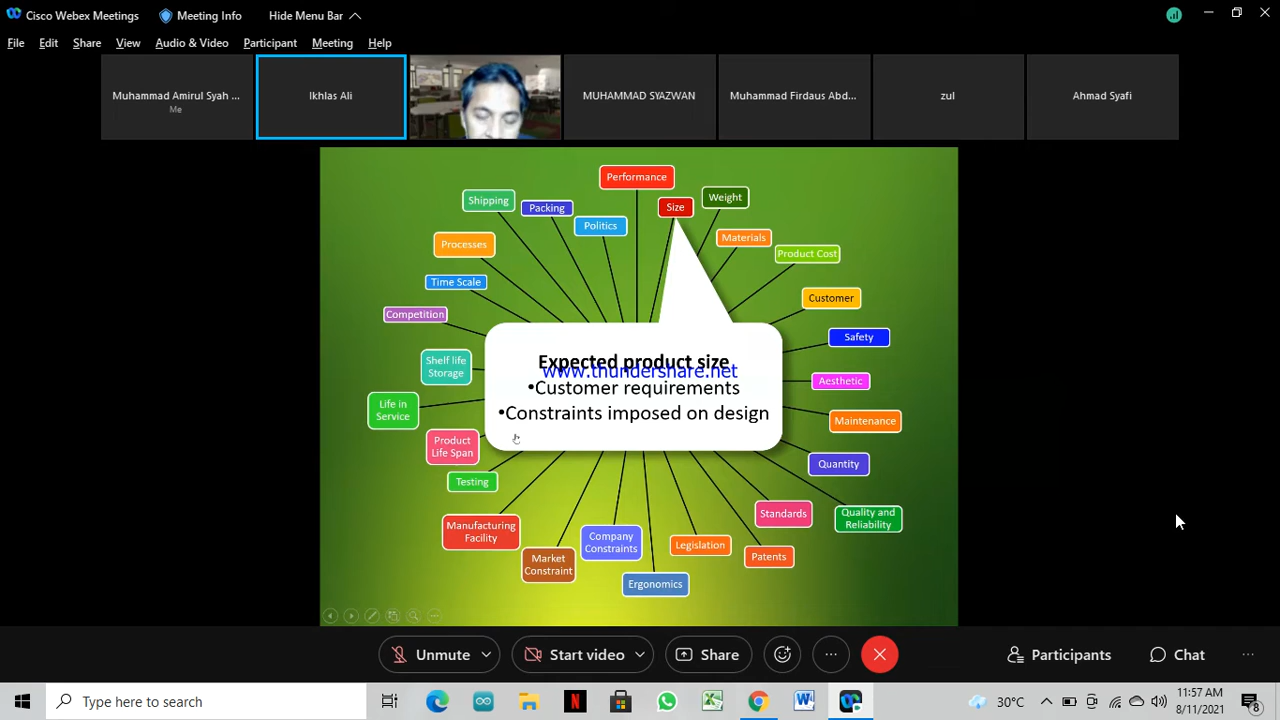 Cisco Webex Meetings
Meeting Info
Hide Menu Bar
File
Edit
Share
View
Audio & Video
Participant
Meeting
Help
Muhammad Amirul Syah ...
Me
Ikhlas Ali
MUHAMMAD SYAZWAN
Muhammad Firdaus Abd...
zul
Ahmad Syafi
Performance
Shipping
Packing
Politics
Size
Weight
Processes
Materials
Product Cost
Time Scale
Customer
Competition
Safety
Shelf life
Storage
Expected product size
www.thundershare.net
•Customer requirements
•Constraints imposed on design
Aesthetic
Life in
Service
Maintenance
Product
Life Span
Quantity
Testing
Standards
Quality and
Reliability
Manufacturing
Facility
Company
Constraints
Legislation
Patents
Market
Constraint
Ergonomics
Unmute
Start video
Share
Participants
Chat
Type here to search
30°C
11:57 AM
8/11/2021
8